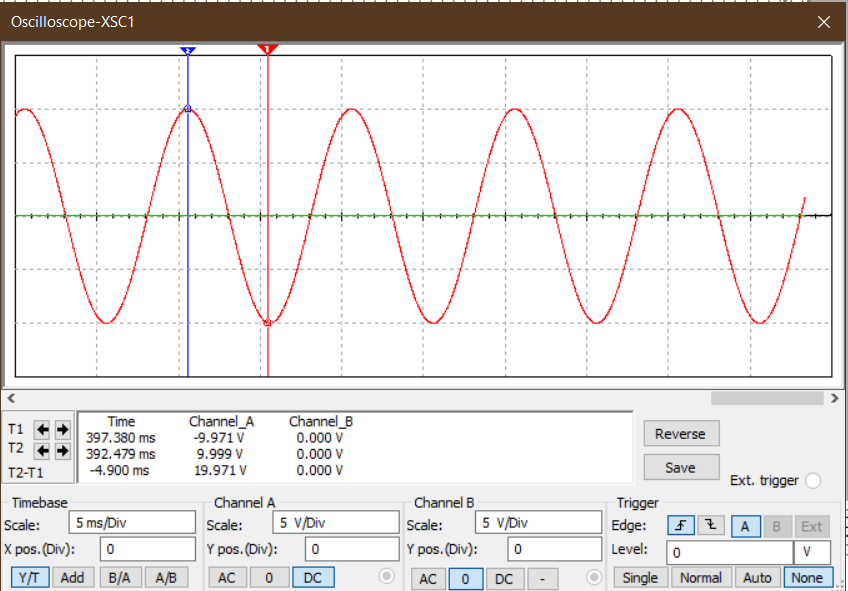 Oscilloscope-XSC1
2 1
T1
T2
T2-T1
Time Channel_A Channel_B
397.380 ms -9.971 V 0.000 V
392.479 ms 9.999 V 0.000 V
-4.900 ms 19.971 V 0.000 V
Reverse
Save
Ext. trigger
Timebase
Scale: 5 ms/Div
X pos.(Div): 0
Y/T Add B/A A/B
Channel A
Scale: 5 V/Div
Y pos.(Div): 0
AC 0 DC
Channel B
Scale: 5 V/Div
Y pos.(Div): 0
AC 0 DC -
Trigger
Edge: A B Ext
Level: 0 V
Single Normal Auto None